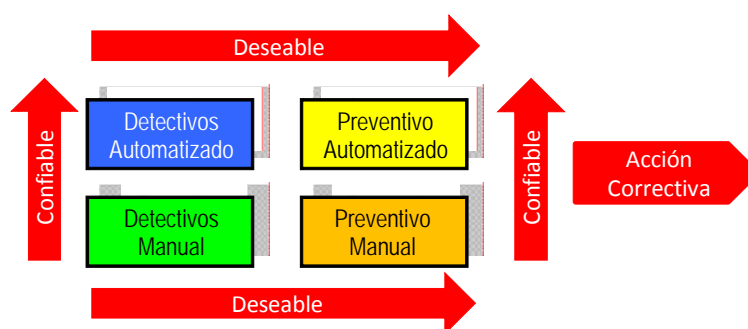 Deseable
Confiable
Detectivos
Automatizado
Preventivo
Automatizado
Confiable
Acción
Correctiva
Detectivos
Manual
Preventivo
Manual
Deseable